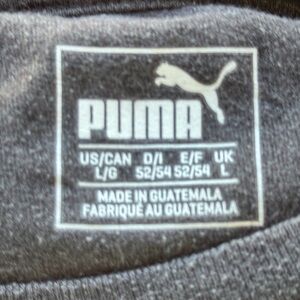 PUMA
US/CAN D/I E/F UK
L/G 52/54 52/54 L
MADE IN GUATEMALA
FABRIQUÉ AU GUATEMALA